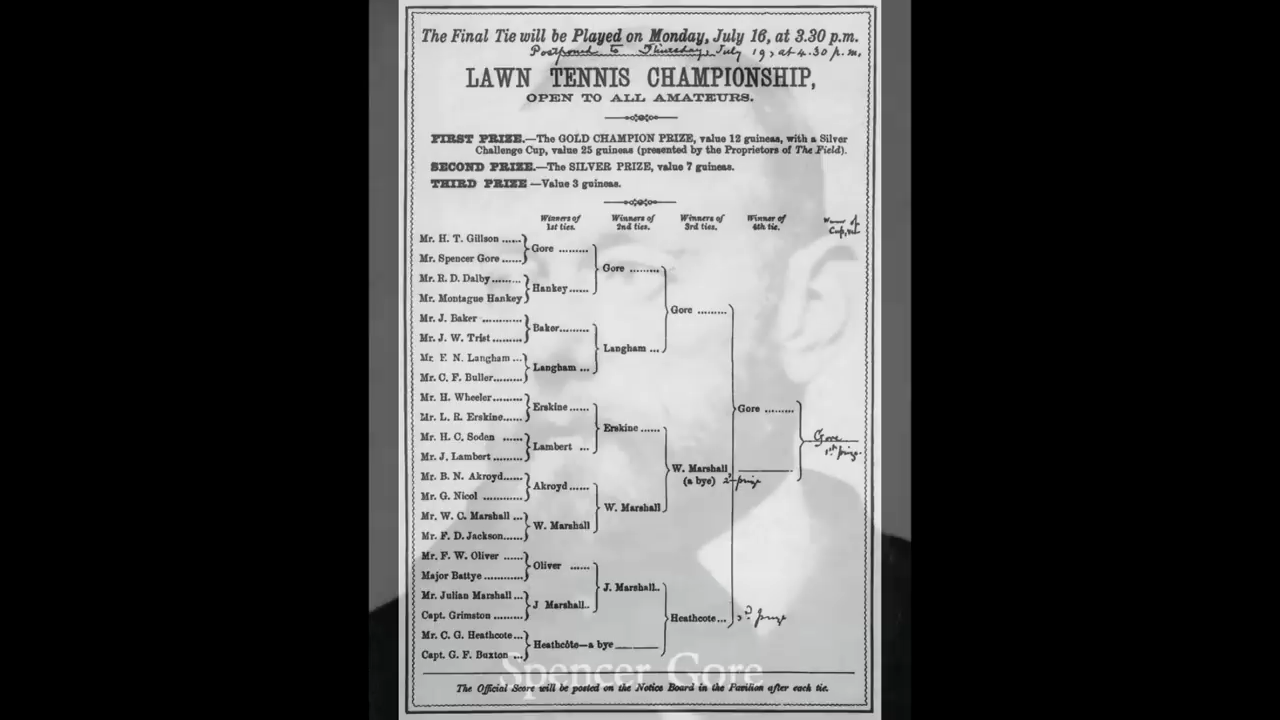 The Final Tie will be Played on Monday, July 16, at 3.30 p.m.
Postponed to Thursday, July 19, at 4.30 p.m.
LAWN TENNIS CHAMPIONSHIP,
OPEN TO ALL AMATEURS.
FIRST PRIZE.—The GOLD CHAMPION PRIZE, value 12 guineas, with a Silver
Challenge Cup, value 25 guineas (presented by the Proprietors of The Field).
SECOND PRIZE.—The SILVER PRIZE, value 7 guineas.
THIRD PRIZE —Value 3 guineas.
Winners of 1st ties. Winners of 2nd ties. Winners of 3rd ties. Winner of 4th tie. Winner of Cup,
Mr. H. T. Gillson ......
Gore .........
Mr. Spencer Gore ......
Gore .........
Mr. R. D. Dalby .........
Hankey ......
Mr. Montague Hankey
Gore .........
Mr. J. Baker ............
Baker.........
Mr. J. W. Trist .........
Langham ...
Mr. F. N. Langham ...
Langham ...
Mr. C. F. Buller.........
Mr. H. Wheeler.........
Erskine ......
Gore .........
Mr. L. R. Erskine......
Erskine ......
Mr. H. C. Soden ......
Gore
Lambert ...
1st prize.
Mr. J. Lambert .........
W. Marshall
Mr. B. N. Akroyd......
(a bye) 2d prize
Akroyd ......
Mr. G. Nicol ............
W. Marshall
Mr. W. C. Marshall ...
W. Marshall
Mr. F. D. Jackson......
Mr. F. W. Oliver ......
Oliver ......
Major Battye ............
J. Marshall..
Mr. Julian Marshall ...
J Marshall..
Capt. Grimston .........
Heathcote... 3d prize
Mr. C. G. Heathcote...
Heathcote—a bye
Capt. G. F. Buxton ...
Spencer Gore
The Official Score will be posted on the Notice Board in the Pavilion after each tie.